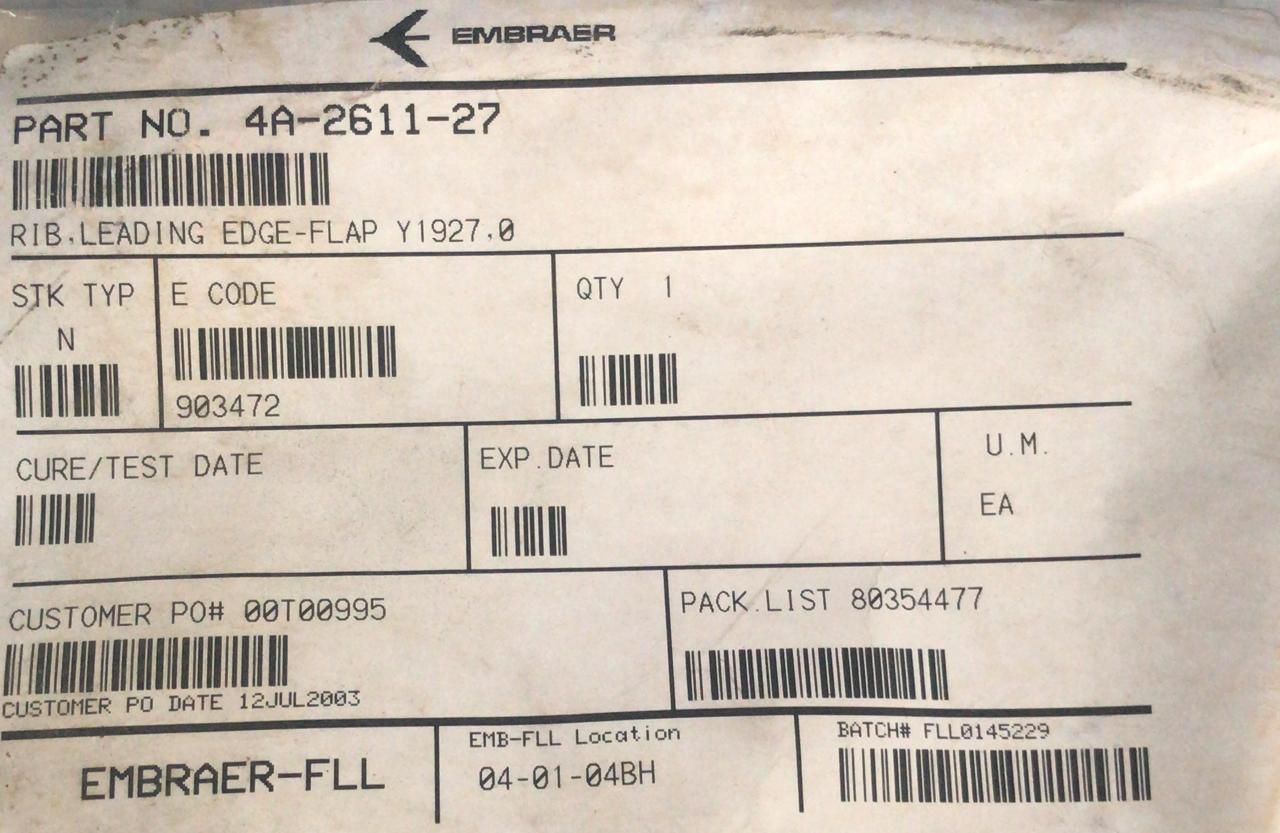 EMBRAER
PART NO. 4A-2611-27
RIB,LEADING EDGE-FLAP Y1927,0
STK TYP
N
E CODE
903472
QTY 1
CURE/TEST DATE
EXP.DATE
U.M.
EA
CUSTOMER PO# 00T00995
CUSTOMER PO DATE 12JUL2003
PACK.LIST 80354477
EMBRAER-FLL
EMB-FLL Location
04-01-04BH
BATCH# FLL0145229